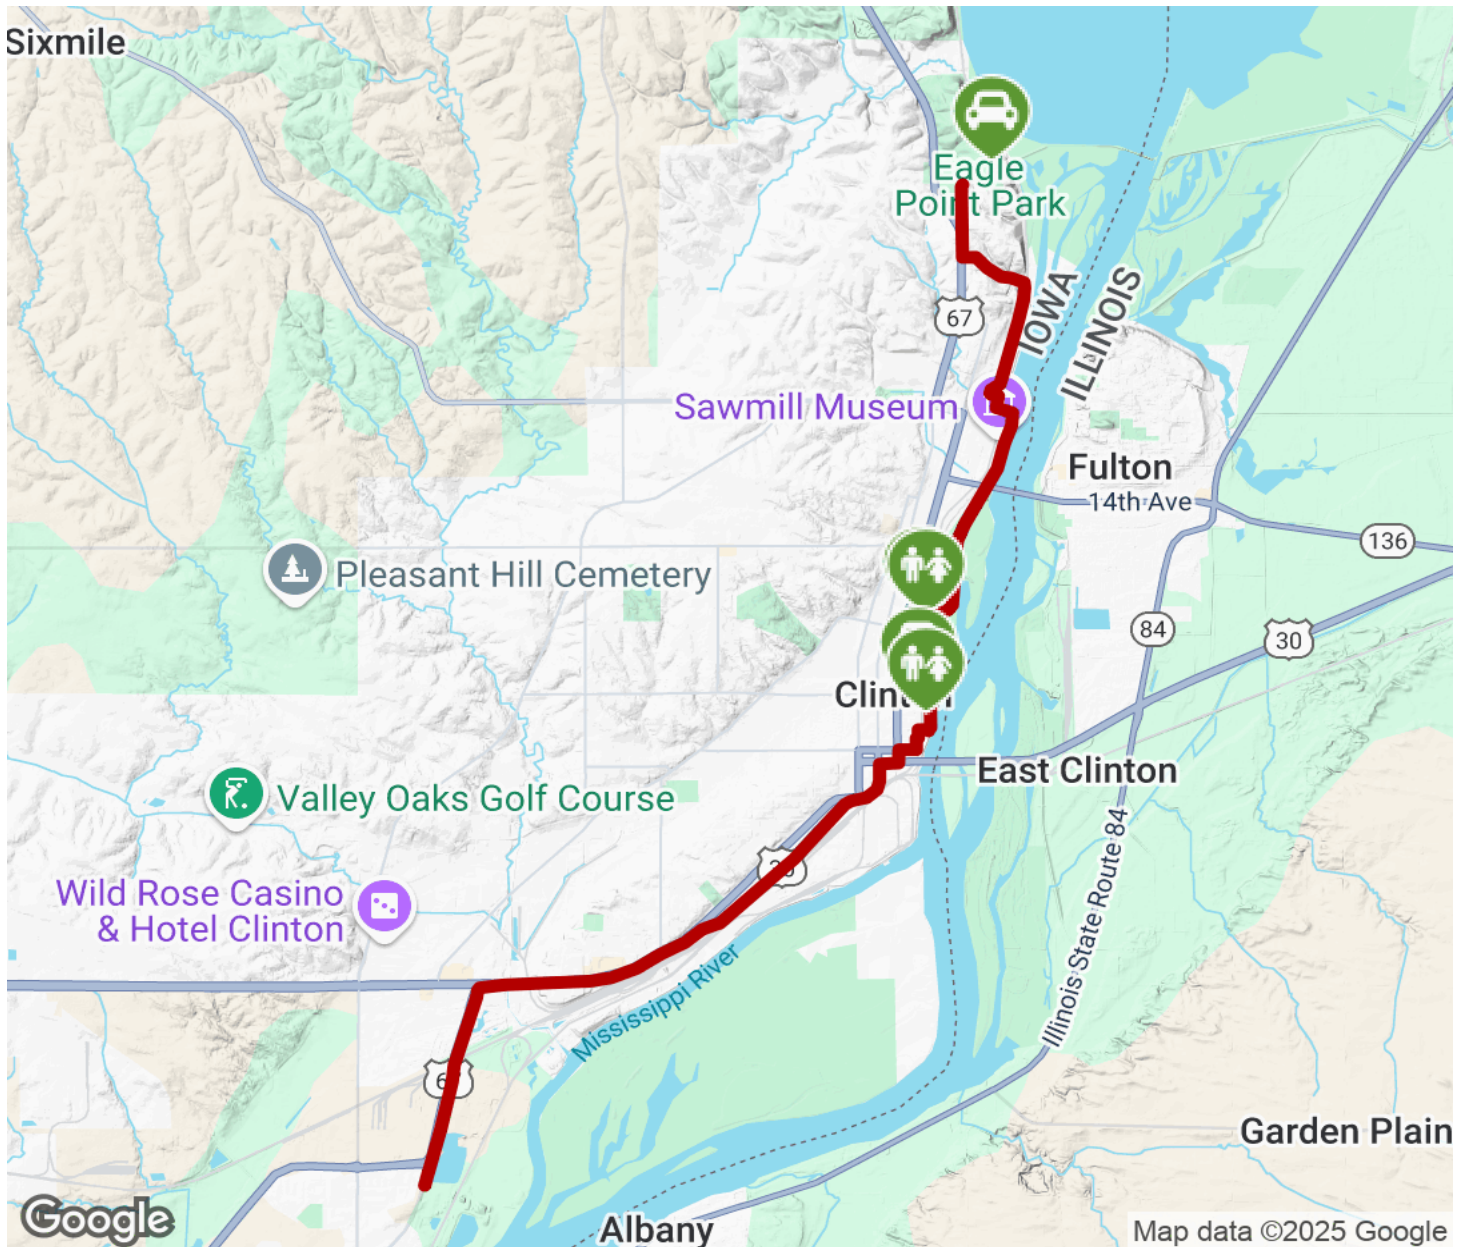 Sixmile
Eagle
Point Park
67
IOWA
ILLINOIS
Sawmill Museum
Fulton
14th Ave
136
Pleasant Hill Cemetery
84
30
Clinton
East Clinton
Valley Oaks Golf Course
Illinois State Route 84
Wild Rose Casino
& Hotel Clinton
Mississippi River
Garden Plain
Albany
Google
Map data ©2025 Google